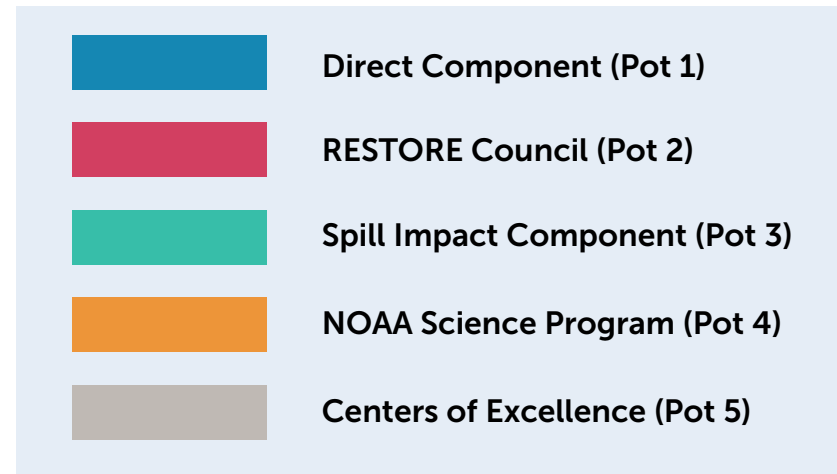 Direct Component (Pot 1)
RESTORE Council (Pot 2)
Spill Impact Component (Pot 3)
NOAA Science Program (Pot 4)
Centers of Excellence (Pot 5)